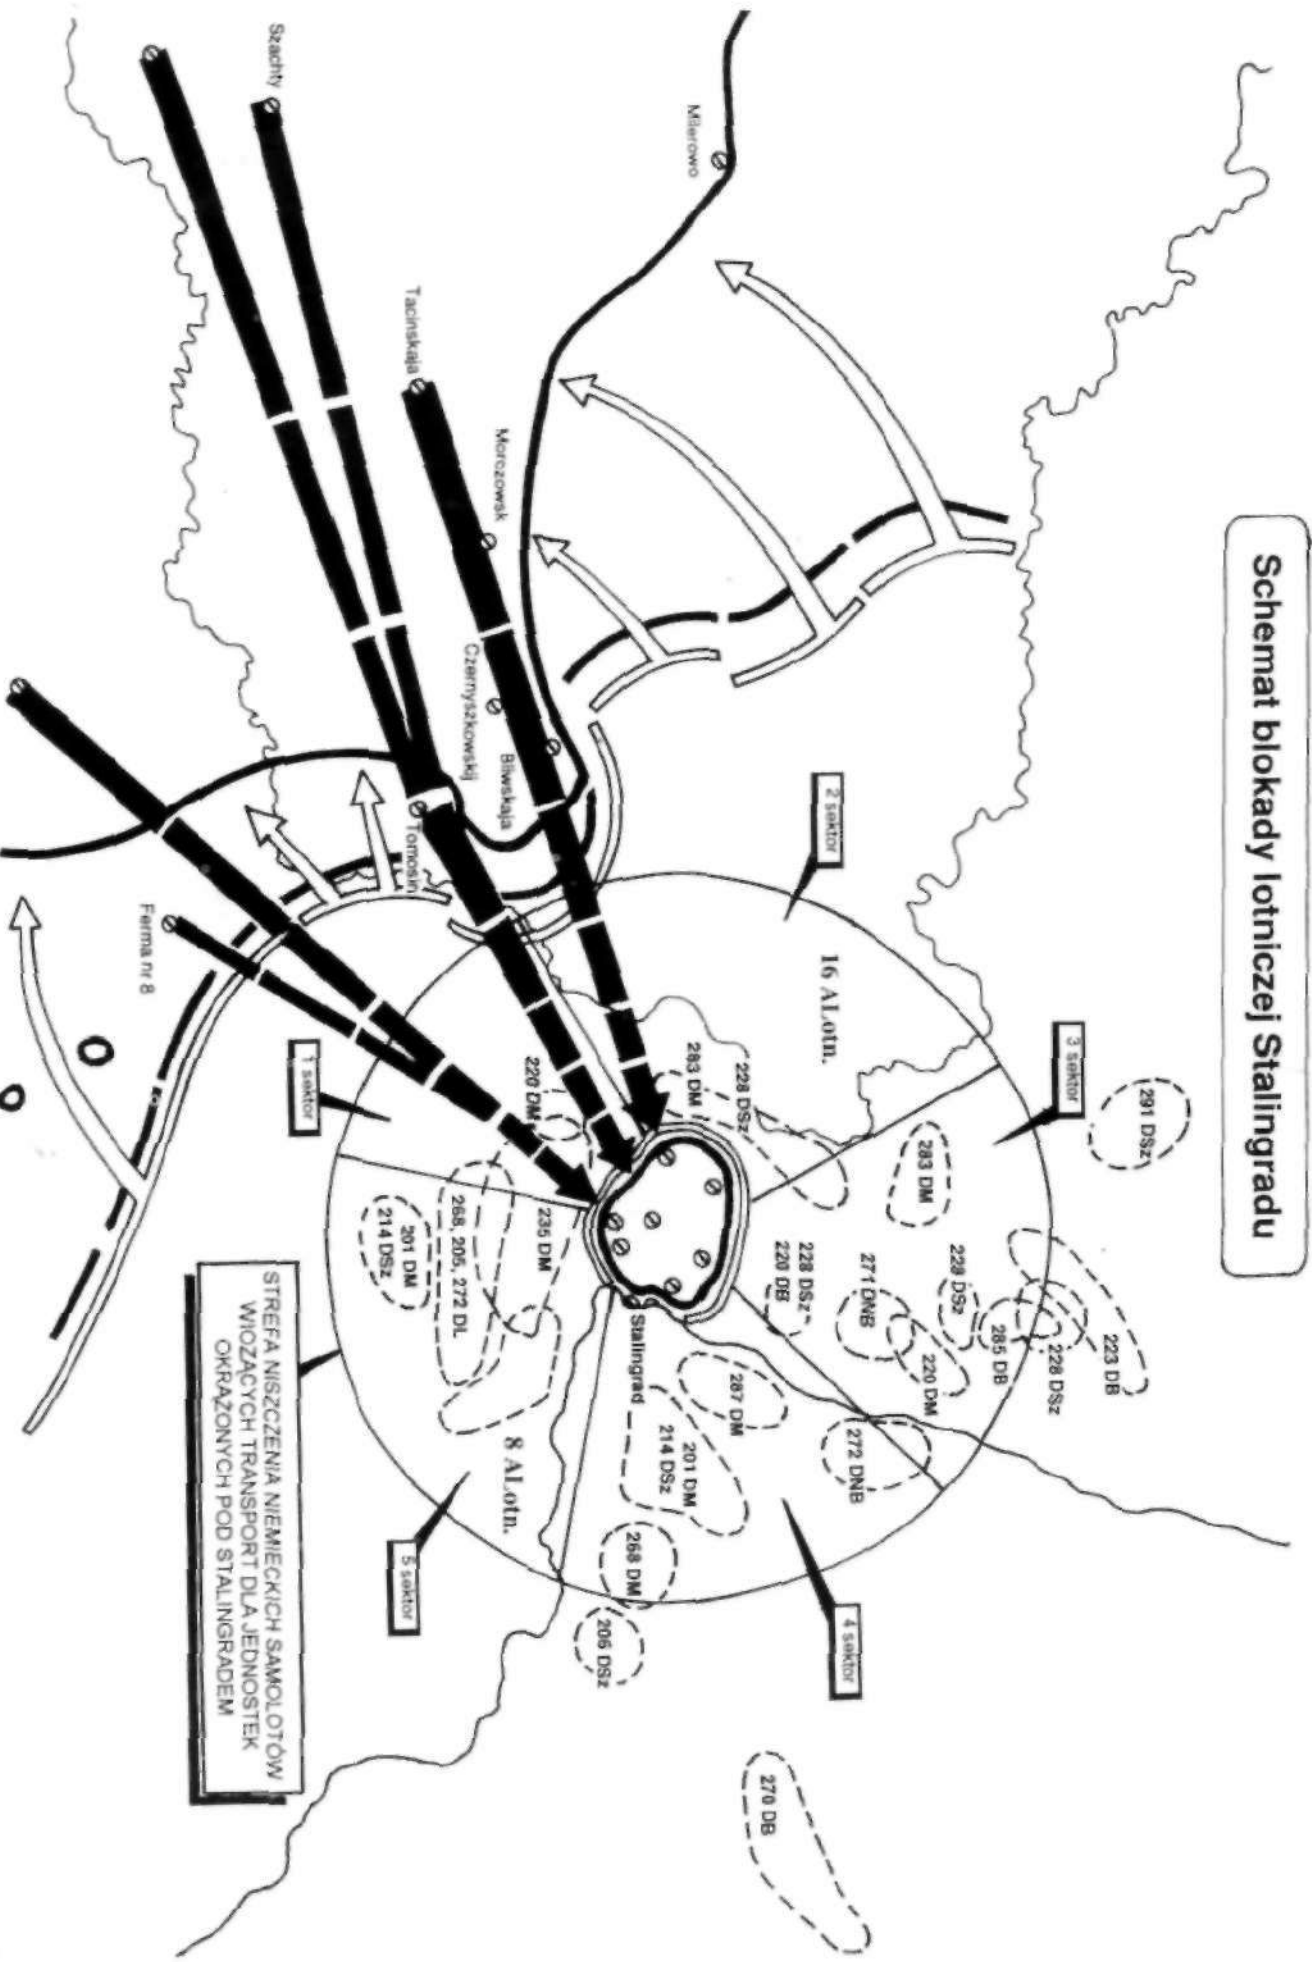 Schemat blokady lotniczej Stalingradu
Szachty
Milerowo
Tacinskaja
Morozowsk
Czernyszkowskij
Bliwskaja
Tomosin
Ferma nr 8
2 sektor
16 ALotn.
3 sektor
291 DSz
283 DM
228 DSz
283 DM
220 DM
1 sektor
228 DSz
220 DB
271 DNB
228 DSz
285 DB
228 DSz
223 DB
220 DM
272 DNB
287 DM
201 DM
214 DSz
Stalingrad
268 DM
206 DSz
4 sektor
270 DB
235 DM
268, 205, 272 DL
201 DM
214 DSz
8 ALotn.
5 sektor
STREFA NISZCZENIA NIEMIECKICH SAMOLOTÓW
WIOZĄCYCH TRANSPORT DLA JEDNOSTEK
OKRĄŻONYCH POD STALINGRADEM